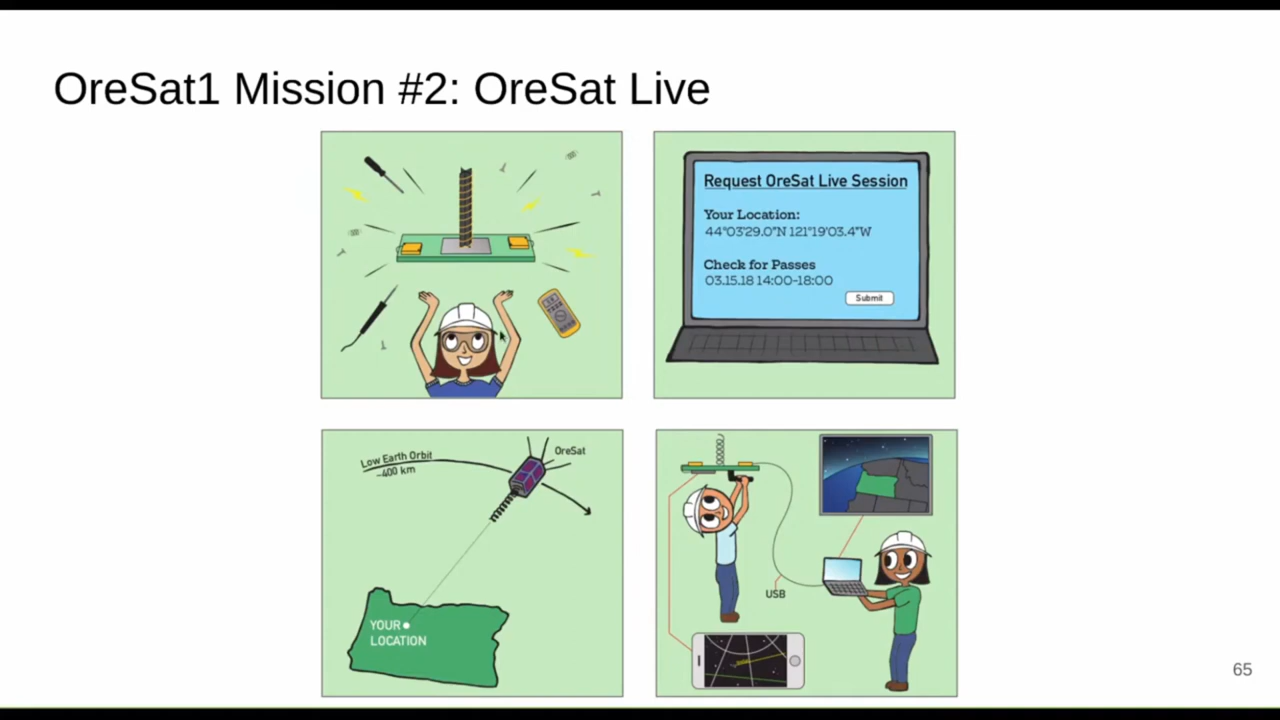 OreSat1 Mission #2: OreSat Live
Request OreSat Live Session
Your Location:
44°03'29.0"N 121°19'03.4"W
Check for Passes
03.15.18 14:00-18:00
Submit
Low Earth Orbit
~400 km
OreSat
YOUR
LOCATION
USB
65